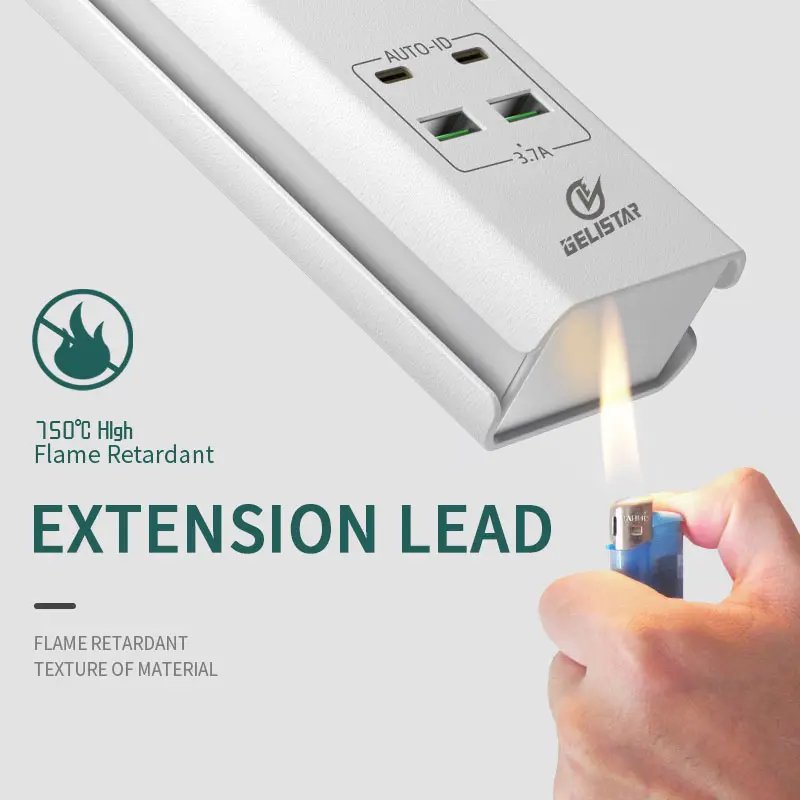 AUTO-ID
3.7A
GELISTAR
750℃ HIgh
Flame Retardant
EXTENSION LEAD
FLAME RETARDANT
TEXTURE OF MATERIAL